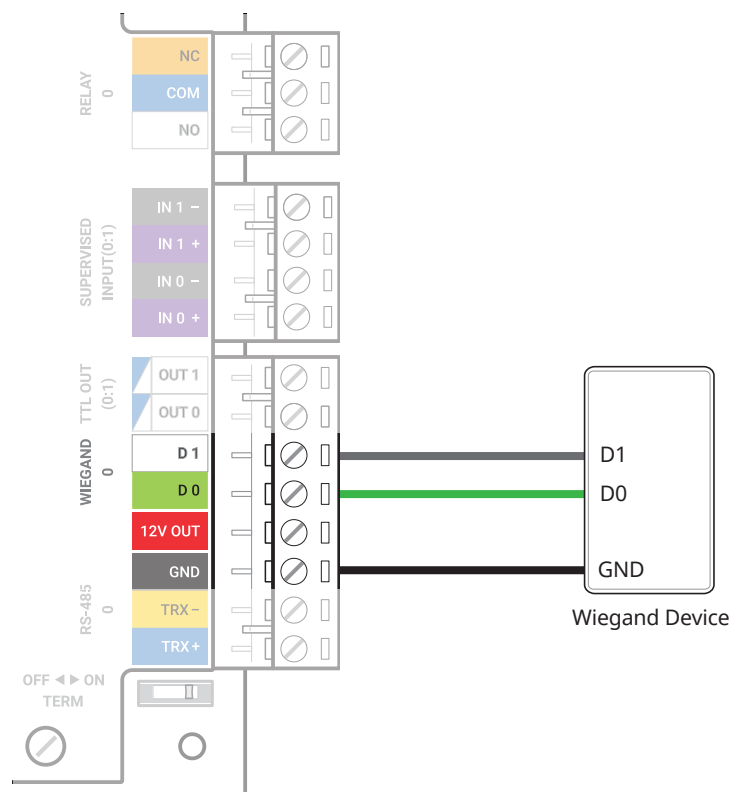 RELAY
0
NC
COM
NO
SUPERVISED
INPUT(0:1)
IN 1 −
IN 1 +
IN 0 −
IN 0 +
TTL OUT
(0:1)
OUT 1
OUT 0
WIEGAND
0
D 1
D 0
12V OUT
GND
RS-485
0
TRX −
TRX +
OFF ◄ ► ON
TERM
D1
D0
GND
Wiegand Device